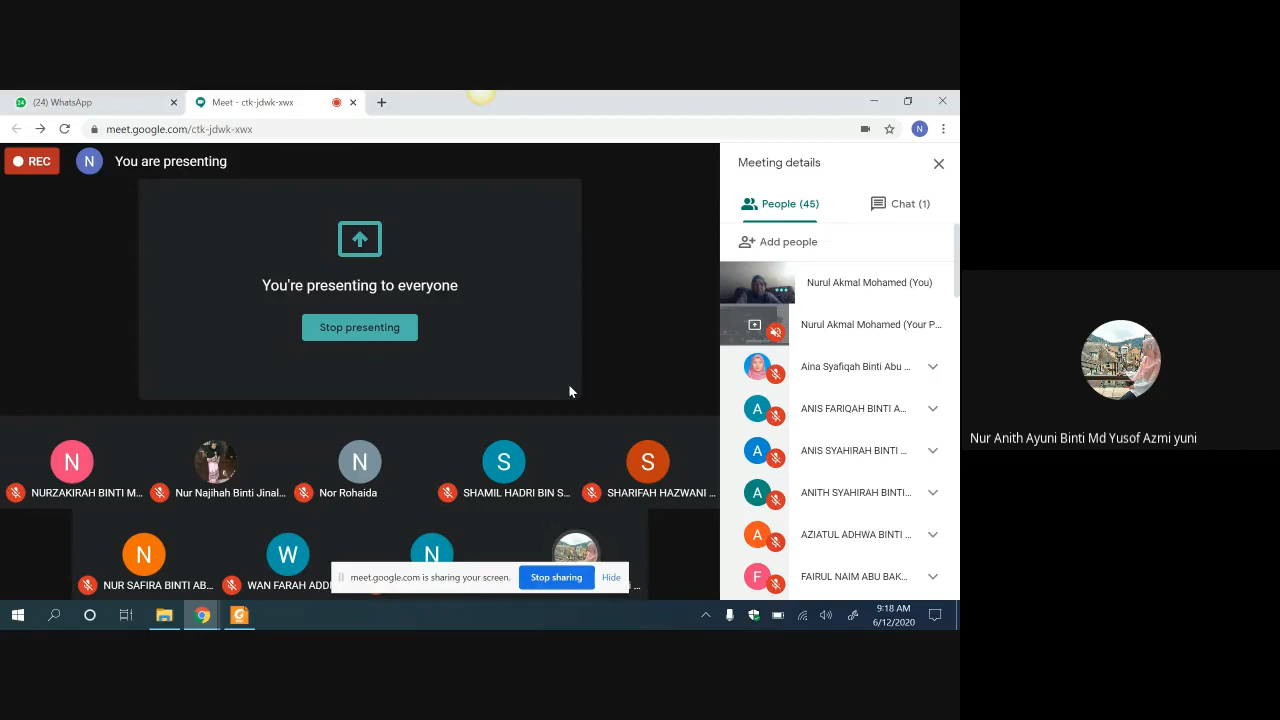 (24) WhatsApp
Meet - ctk-jdwk-xwx
meet.google.com/ctk-jdwk-xwx
N
REC
N
You are presenting
You're presenting to everyone
Stop presenting
Meeting details
People (45)
Chat (1)
Add people
Nurul Akmal Mohamed (You)
Nurul Akmal Mohamed (Your P...
Aina Syafiqah Binti Abu ...
A
ANIS FARIQAH BINTI A...
A
ANIS SYAHIRAH BINTI ...
A
ANITH SYAHIRAH BINTI...
A
AZIATUL ADHWA BINTI ...
F
FAIRUL NAIM ABU BAK...
N
NURZAKIRAH BINTI M...
Nur Najihah Binti Jinal...
N
Nor Rohaida
S
SHAMIL HADRI BIN S...
S
SHARIFAH HAZWANI ...
N
NUR SAFIRA BINTI AB...
W
WAN FARAH ADD
N
meet.google.com is sharing your screen.
Stop sharing
Hide
9:18 AM
6/12/2020
Nur Anith Ayuni Binti Md Yusof Azmi yuni